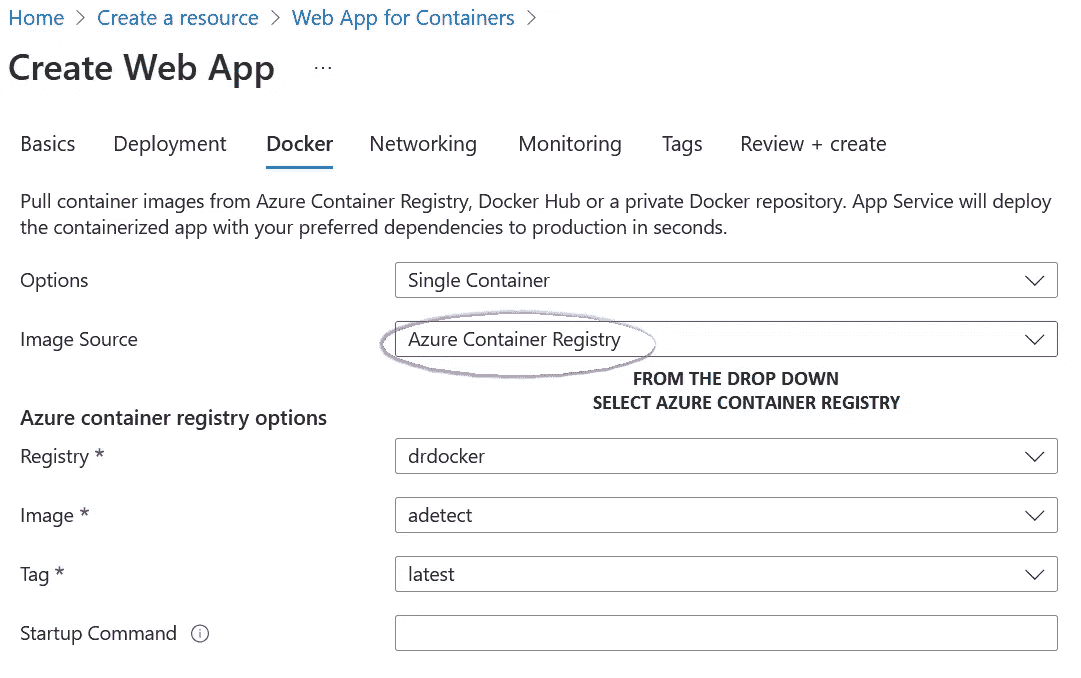 Home > Create a resource > Web App for Containers >
Create Web App ...
Basics Deployment Docker Networking Monitoring Tags Review + create
Pull container images from Azure Container Registry, Docker Hub or a private Docker repository. App Service will deploy
the containerized app with your preferred dependencies to production in seconds.
Options Single Container
Image Source Azure Container Registry
FROM THE DROP DOWN
SELECT AZURE CONTAINER REGISTRY
Azure container registry options
Registry * drdocker
Image * adetect
Tag * latest
Startup Command